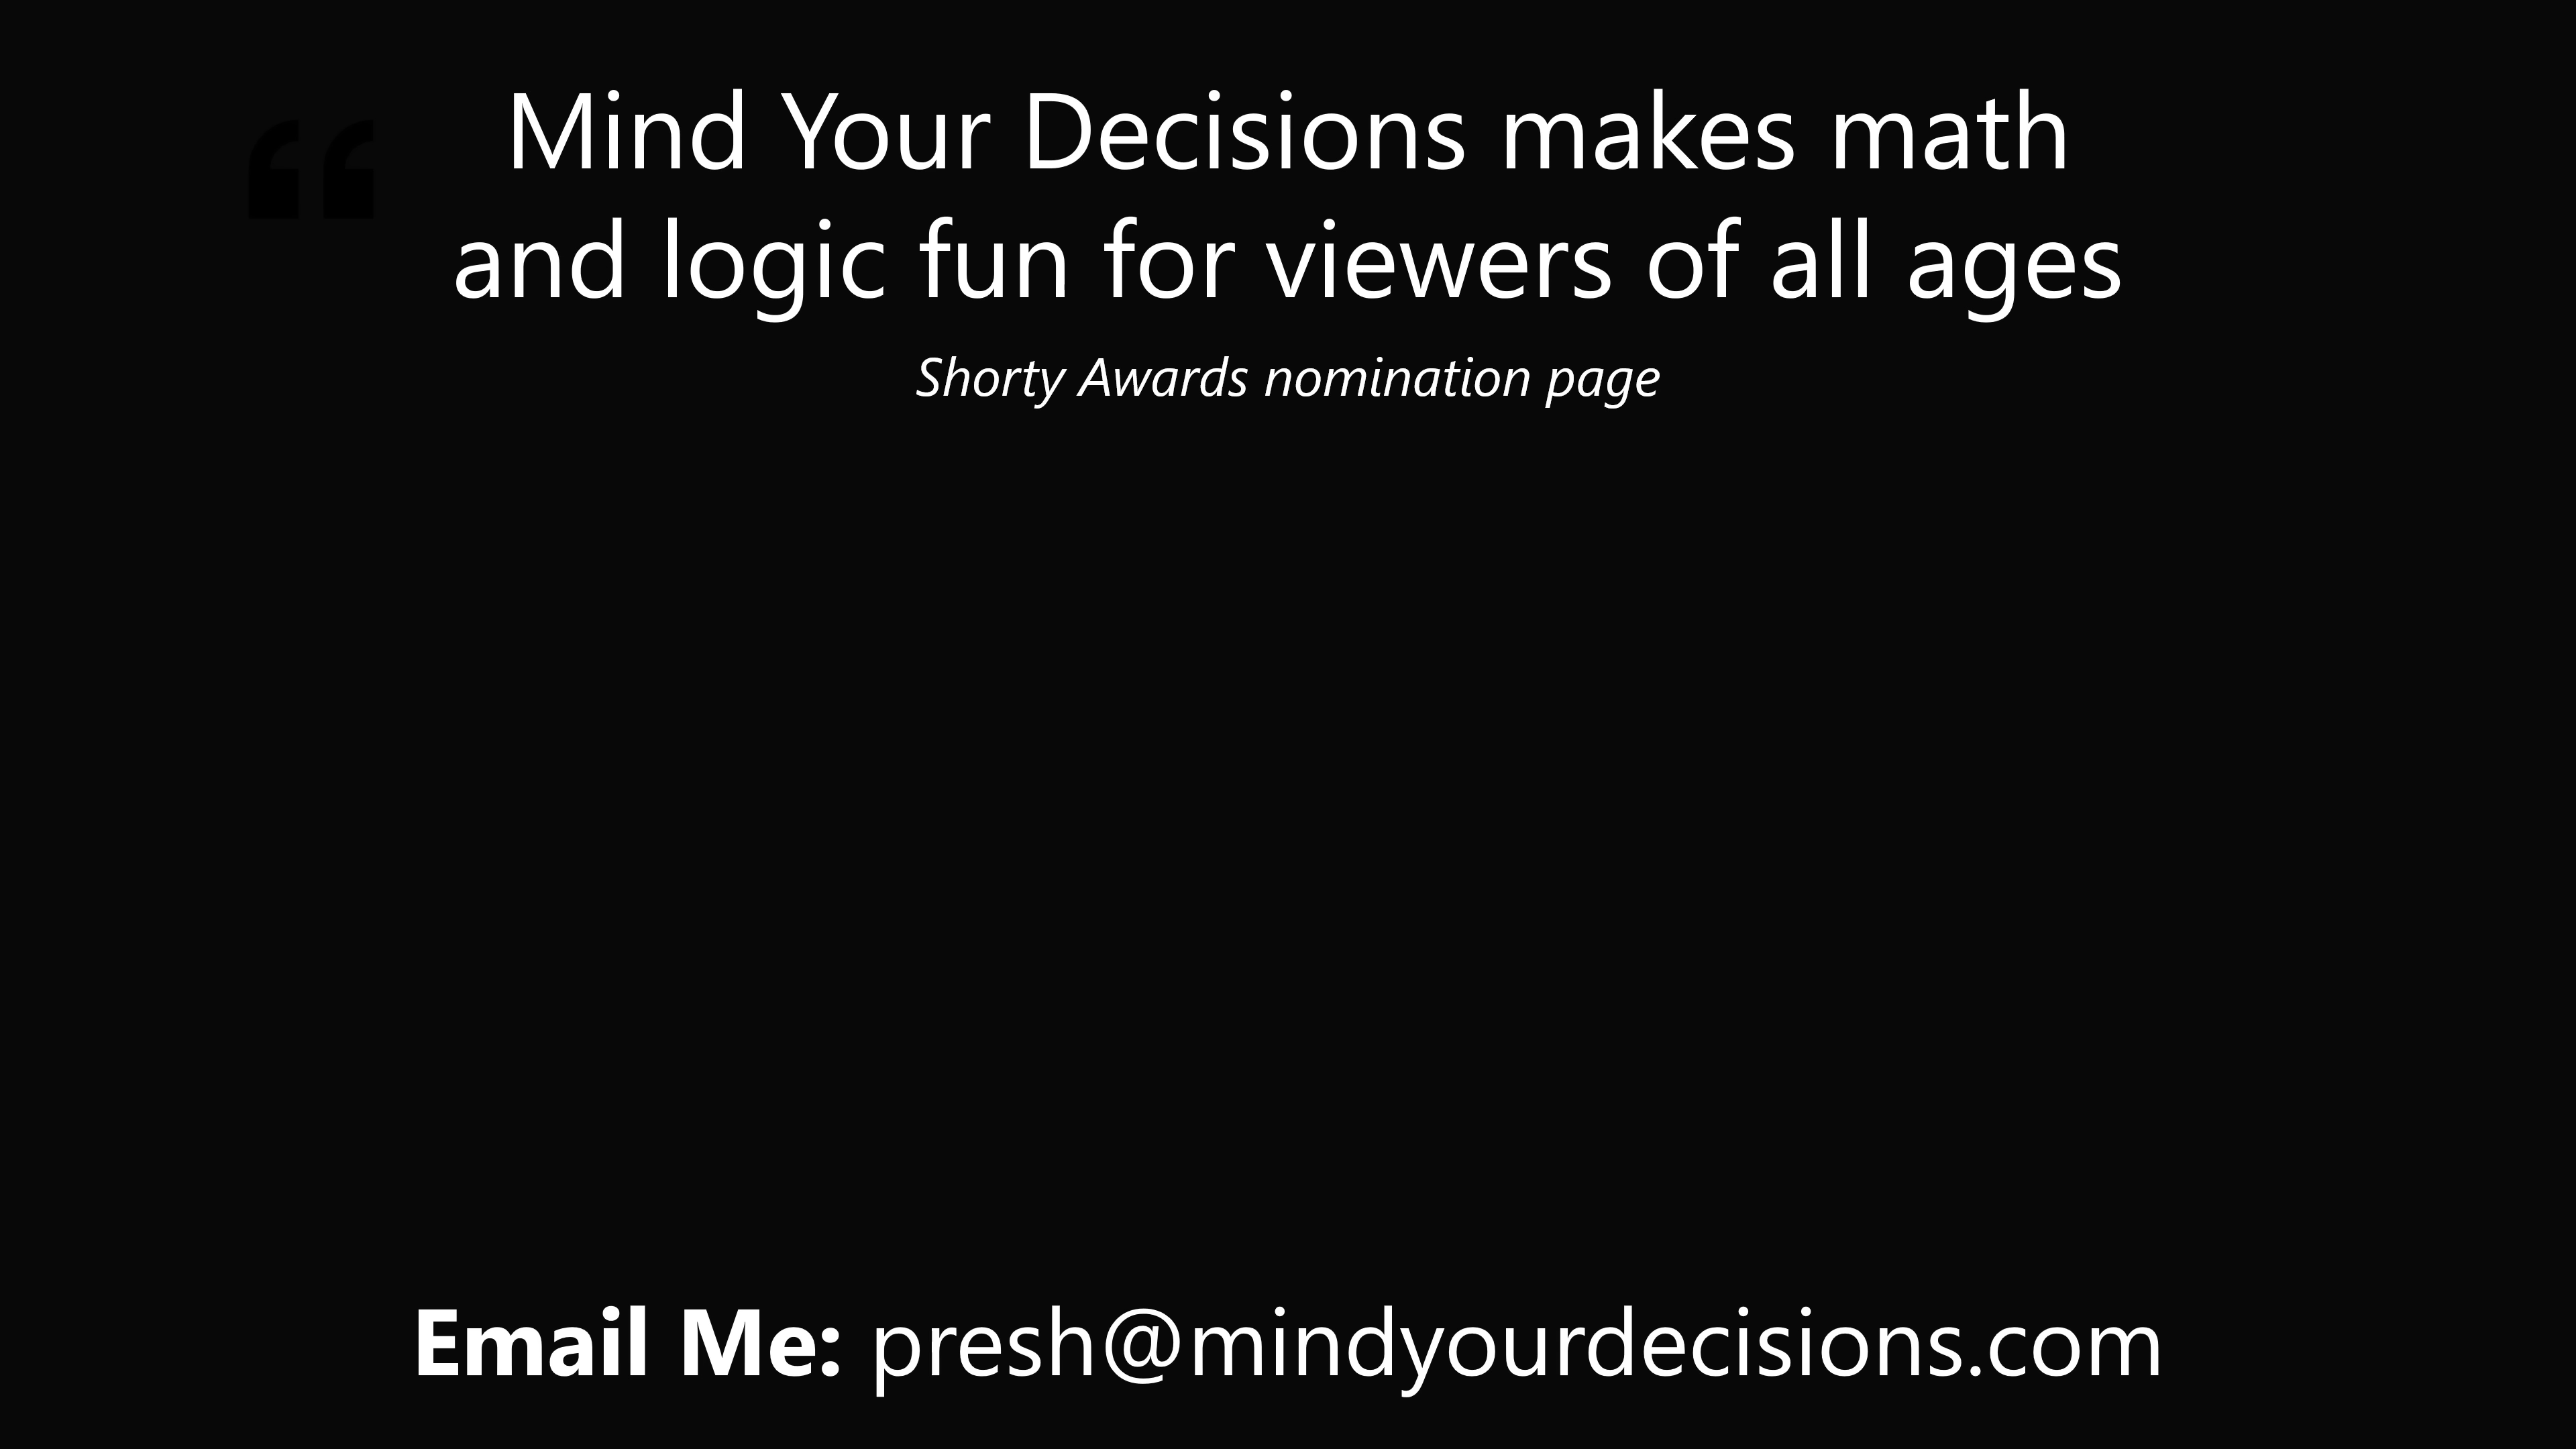 “
Mind Your Decisions makes math
and logic fun for viewers of all ages
Shorty Awards nomination page
Email Me: presh@mindyourdecisions.com